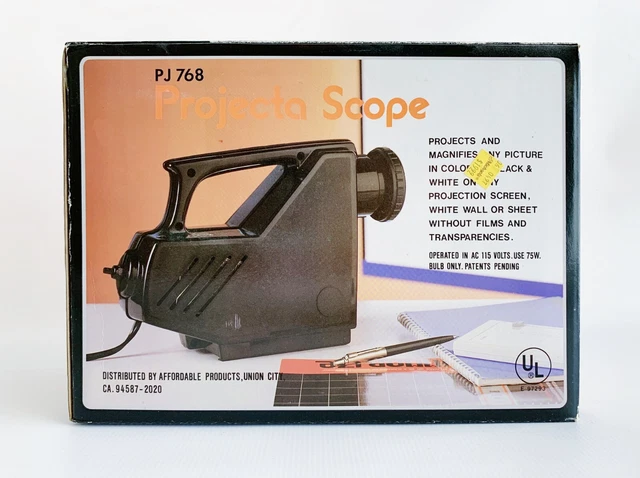 PJ 768
Projecta Scope
PROJECTS AND
MAGNIFIES ANY PICTURE
IN COLOR BLACK &
WHITE ON ANY
PROJECTION SCREEN,
WHITE WALL OR SHEET
WITHOUT FILMS AND
TRANSPARENCIES.
OPERATED IN AC 115 VOLTS. USE 75W.
BULB ONLY. PATENTS PENDING
DISTRIBUTED BY AFFORDABLE PRODUCTS, UNION CITY.
CA. 94587-2020
UL